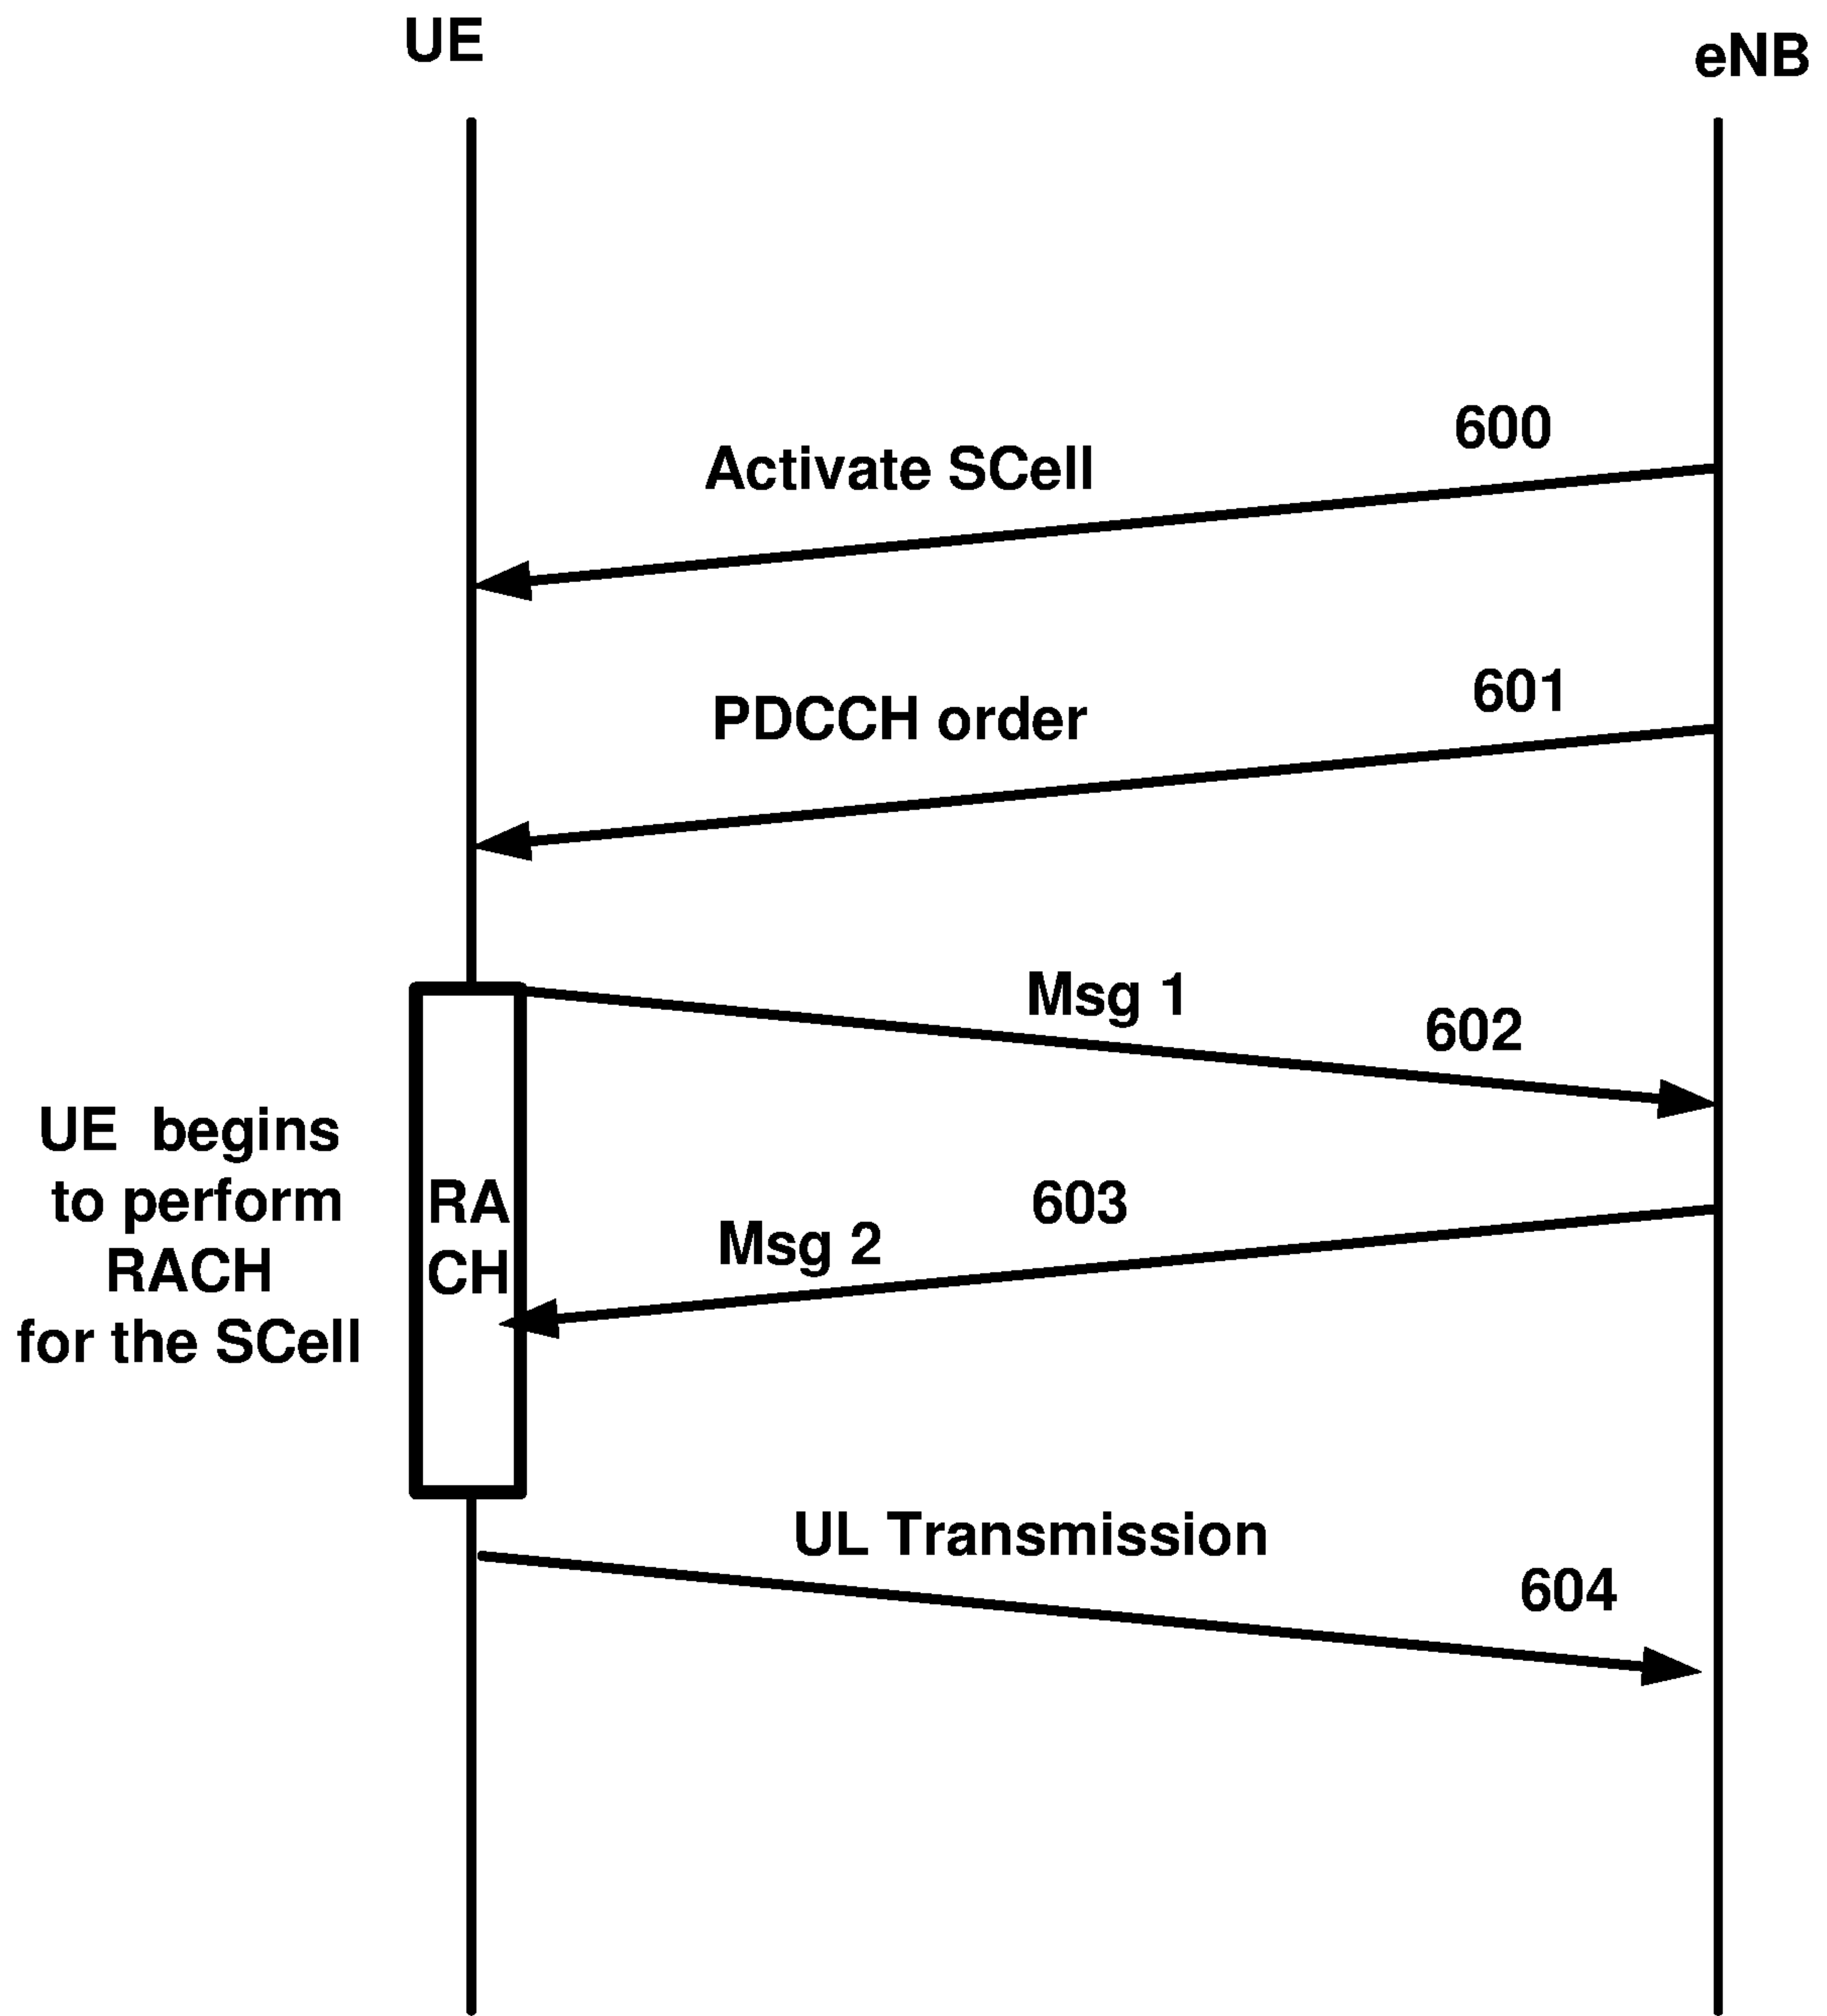 UE
eNB
600
Activate SCell
601
PDCCH order
Msg 1
602
UE begins
to perform
RACH
for the SCell
RA
CH
603
Msg 2
UL Transmission
604